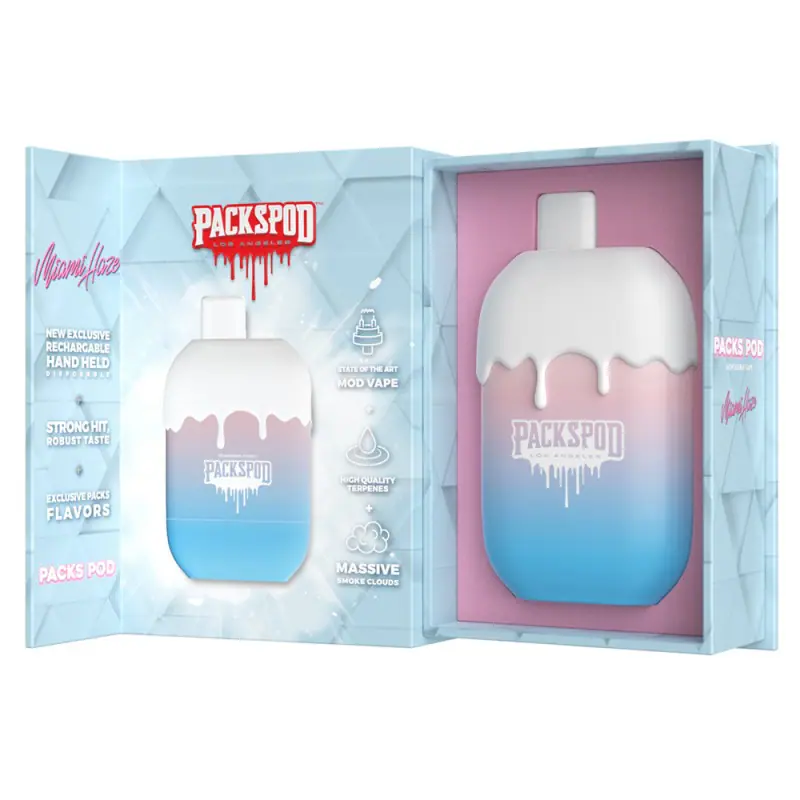 Miami Haze
NEW EXCLUSIVE
RECHARGABLE
HAND HELD
DISPOSABLE
STRONG HIT,
ROBUST TASTE
EXCLUSIVE PACKS
FLAVORS
PACKS POD
PACKSPOD™
LOS ANGELES
PACKSPOD
STATE OF THE ART
MOD VAPE
+
HIGH QUALITY
TERPENES
+
MASSIVE
SMOKE CLOUDS
PACKSPOD
LOS ANGELES
PACKS POD
Miami Haze